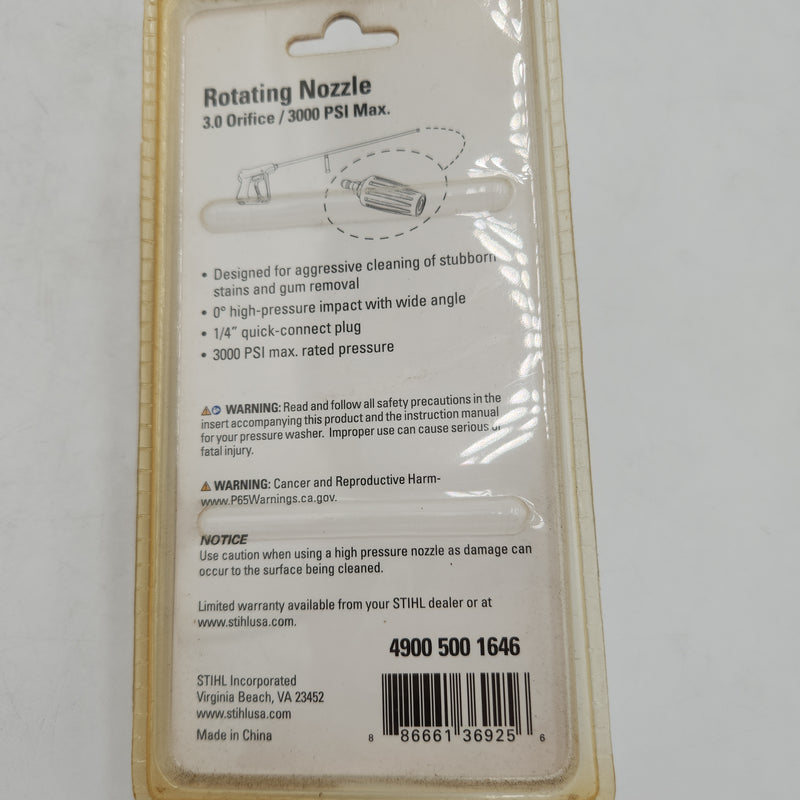 Rotating Nozzle
3.0 Orifice / 3000 PSI Max.
• Designed for aggressive cleaning of stubborn
stains and gum removal
• 0° high-pressure impact with wide angle
• 1/4" quick-connect plug
• 3000 PSI max. rated pressure
WARNING: Read and follow all safety precautions in the
insert accompanying this product and the instruction manual
for your pressure washer. Improper use can cause serious or
fatal injury.
WARNING: Cancer and Reproductive Harm-
www.P65Warnings.ca.gov.
NOTICE
Use caution when using a high pressure nozzle as damage can
occur to the surface being cleaned.
Limited warranty available from your STIHL dealer or at
www.stihlusa.com.
4900 500 1646
STIHL Incorporated
Virginia Beach, VA 23452
www.stihlusa.com
Made in China
8 86661 36925 6